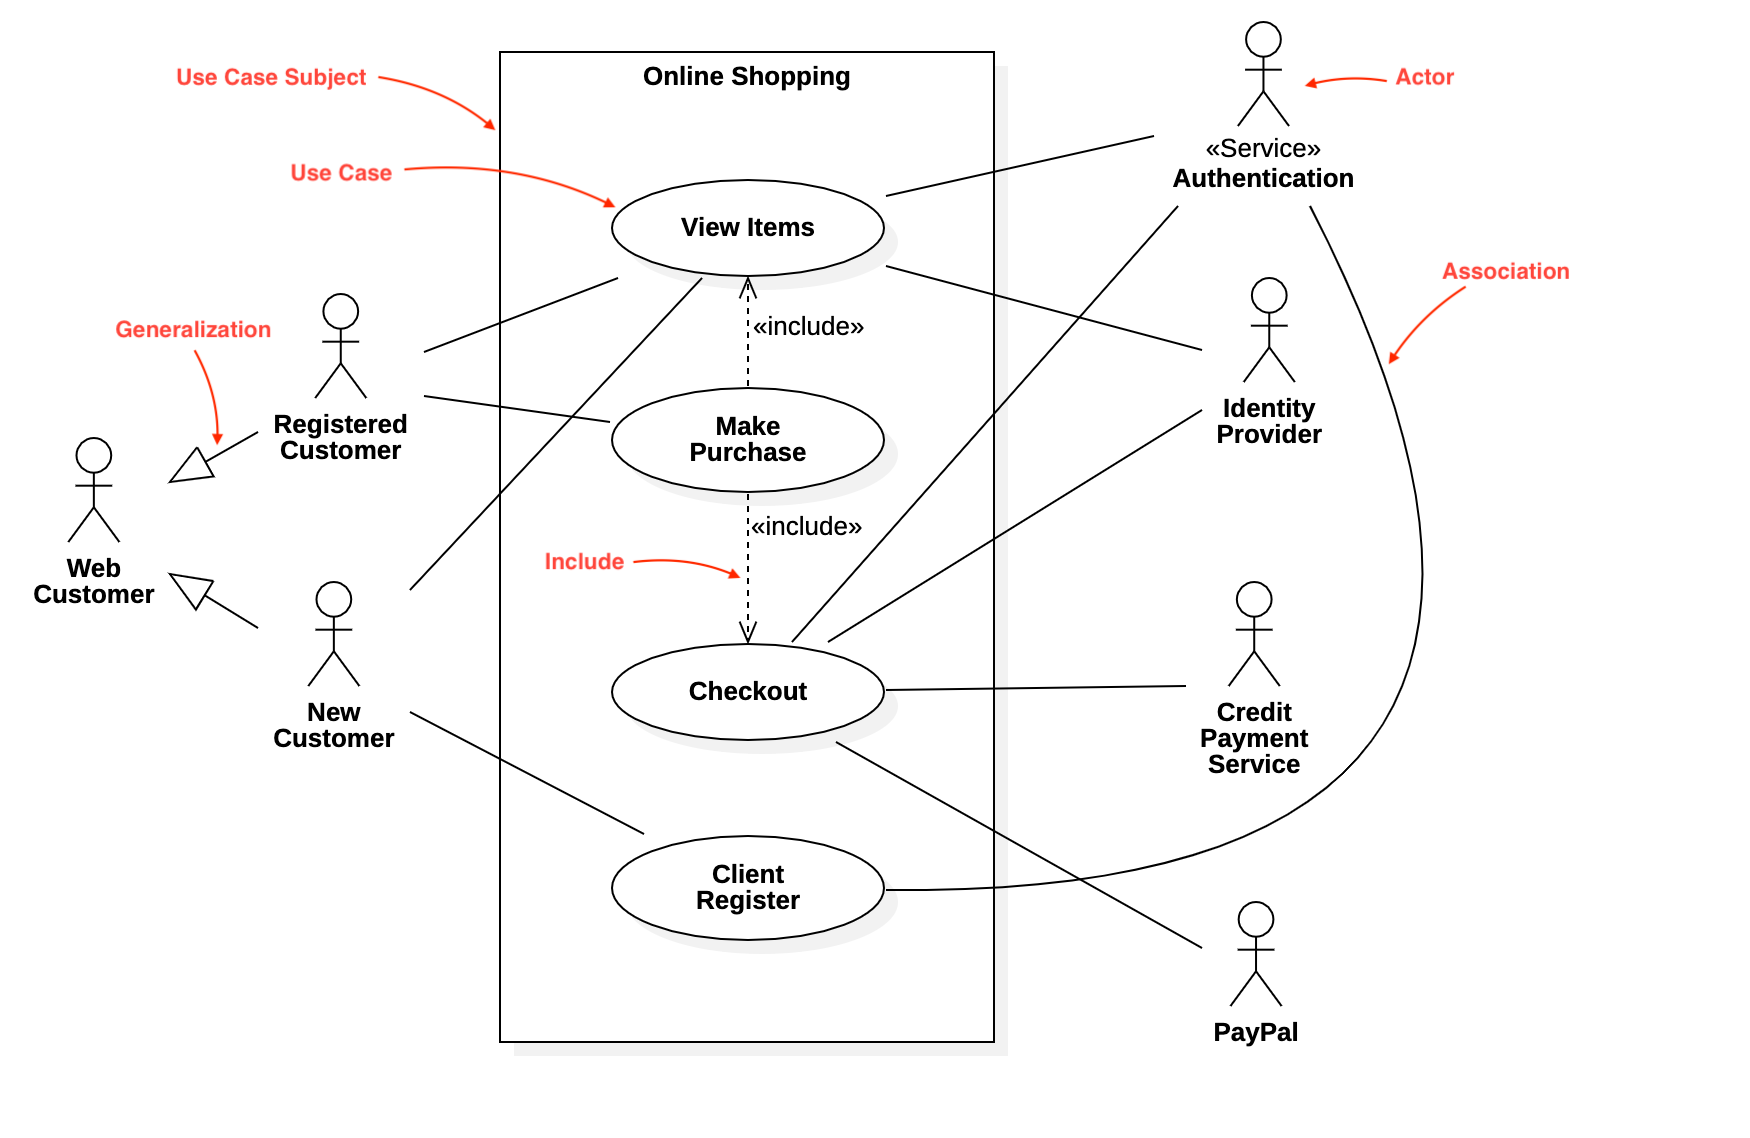 Use Case Subject
Online Shopping
Actor
«Service»
Authentication
Use Case
View Items
Association
Generalization
«include»
Registered
Customer
Make
Purchase
Identity
Provider
Web
Customer
«include»
Include
New
Customer
Checkout
Credit
Payment
Service
Client
Register
PayPal